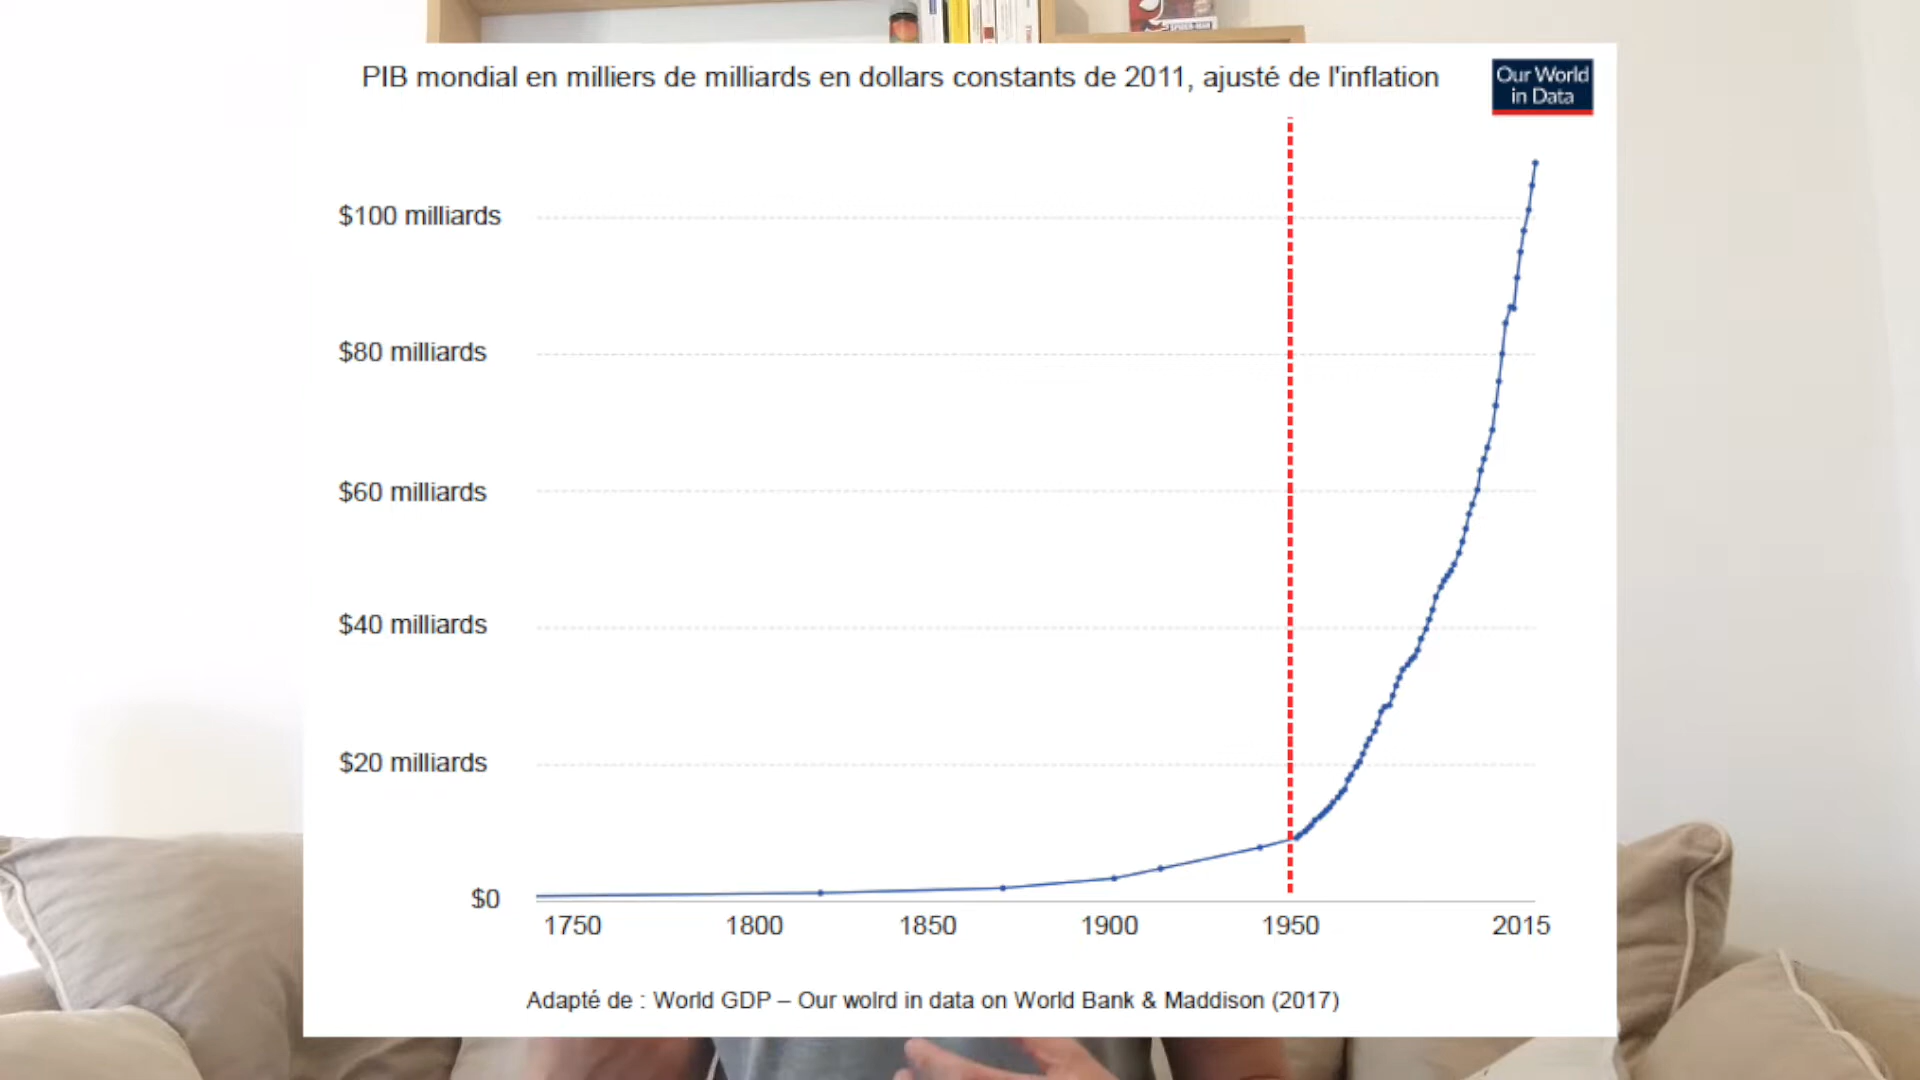 SPIDER-MAN
PIB mondial en milliers de milliards en dollars constants de 2011, ajusté de l'inflation
Our World
in Data
$100 milliards
$80 milliards
$60 milliards
$40 milliards
$20 milliards
$0
1750 1800 1850 1900 1950 2015
Adapté de : World GDP – Our wolrd in data on World Bank & Maddison (2017)